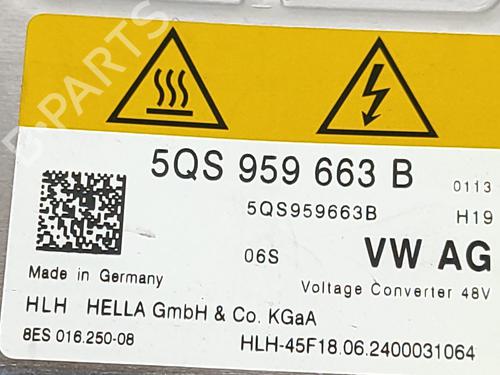 B-PARTS
5QS 959 663 B
0113
5QS959663B
H19
06S
VW AG
Made in Germany
Voltage Converter 48V
HLH HELLA GmbH & Co. KGaA
8ES 016.250-08
HLH-45F18.06.2400031064